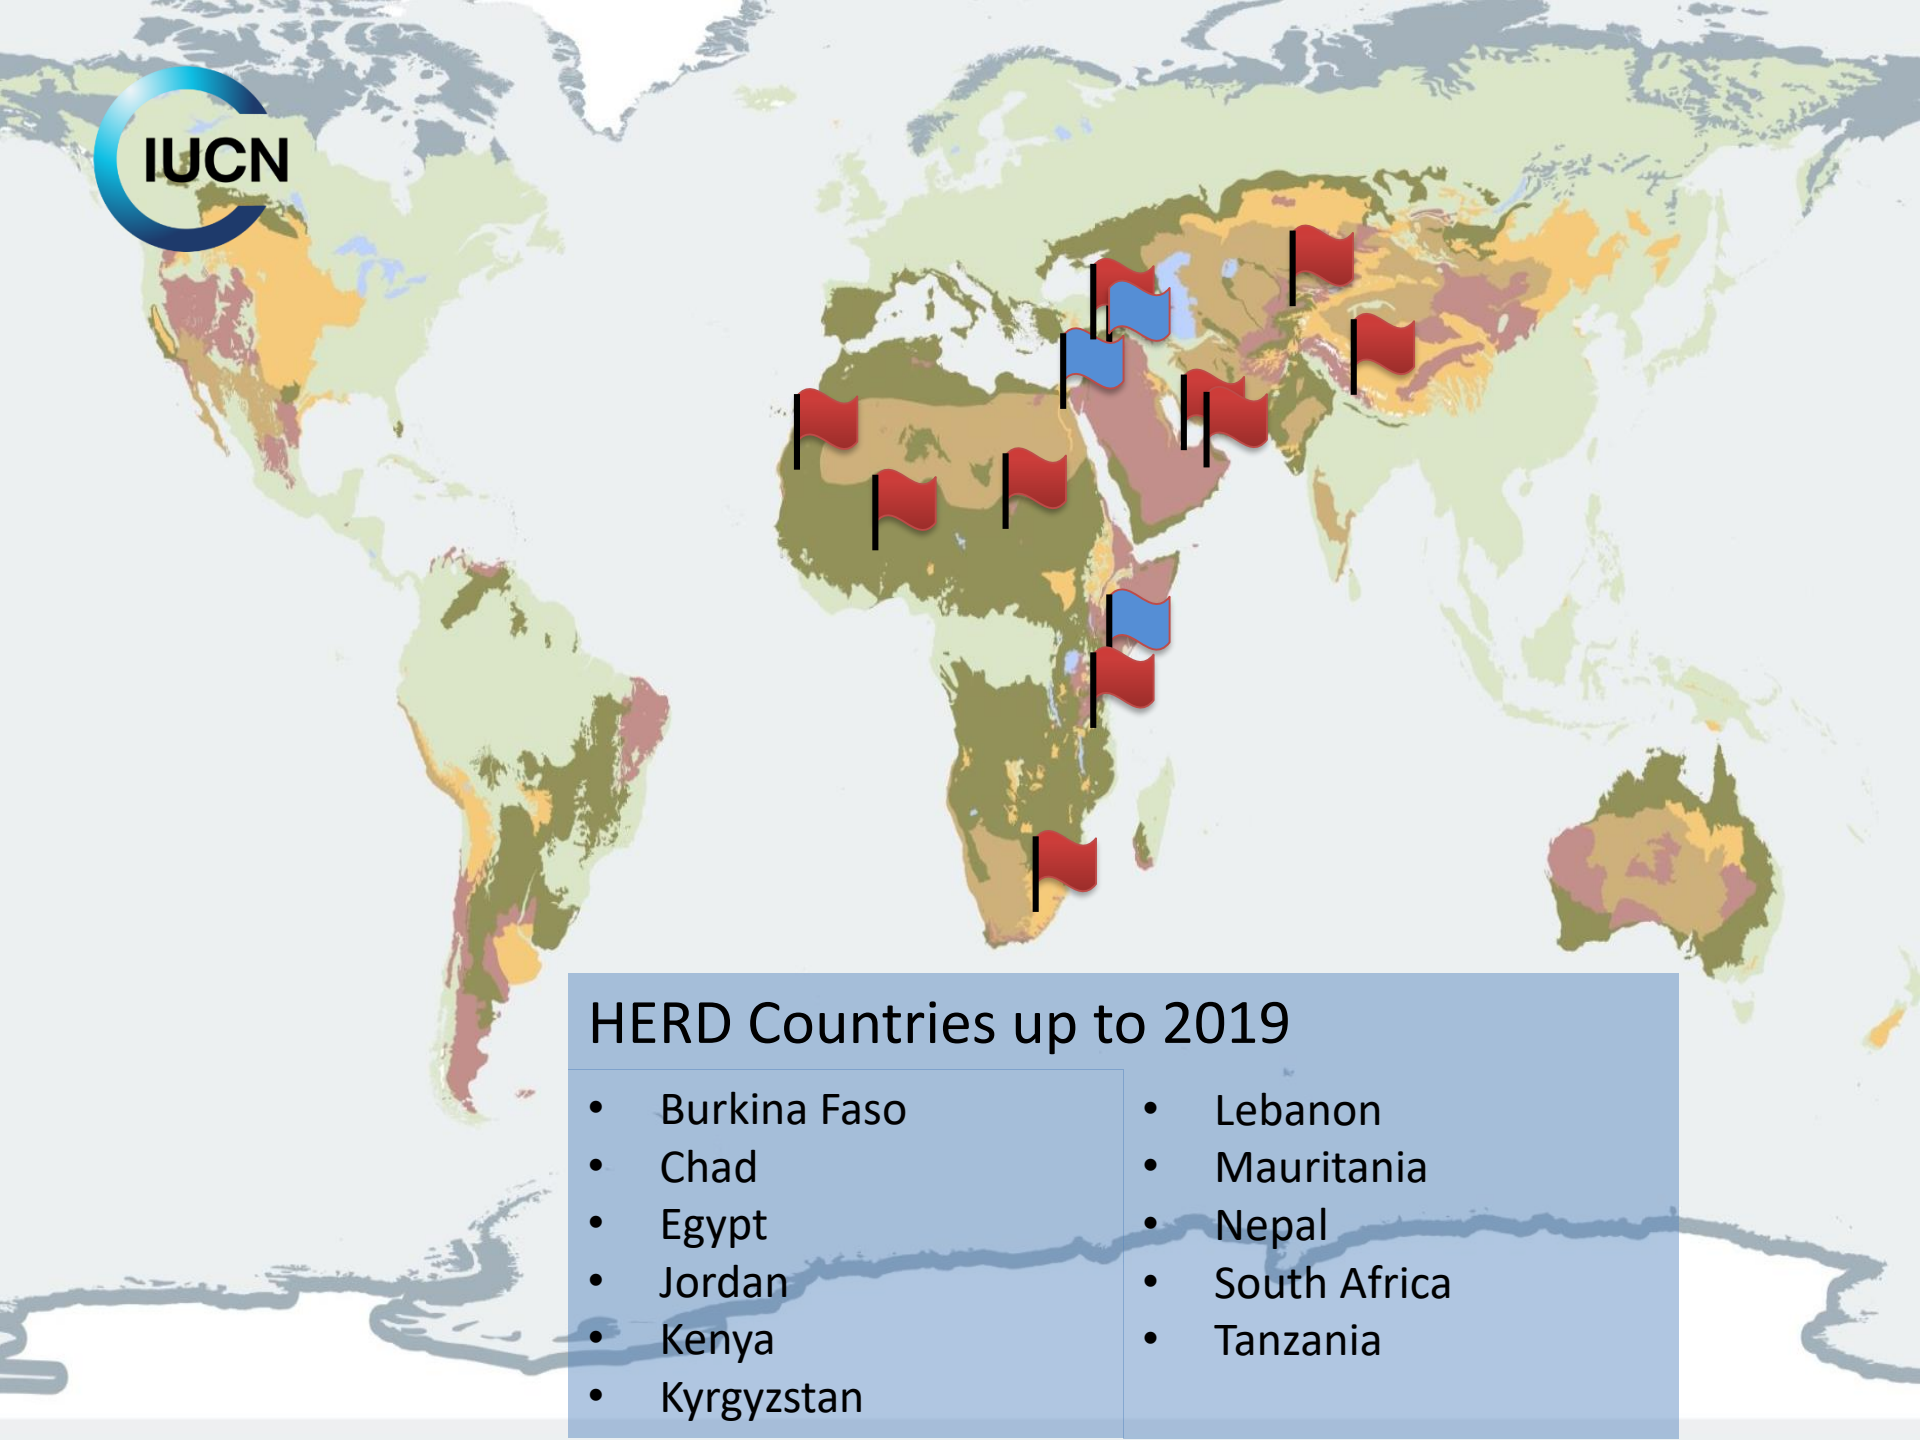 IUCN
HERD Countries up to 2019
• Burkina Faso
• Chad
• Egypt
• Jordan
• Kenya
• Kyrgyzstan
• Lebanon
• Mauritania
• Nepal
• South Africa
• Tanzania